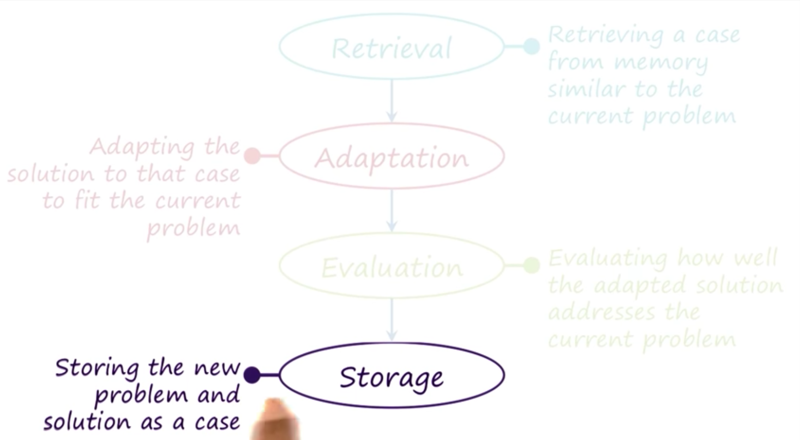 Retrieval
Retrieving a case
from memory
similar to the
current problem
Adapting the
solution to that case
to fit the current
problem
Adaptation
Evaluation
Evaluating how well
the adapted solution
addresses the
current problem
Storing the new
problem and
solution as a case
Storage